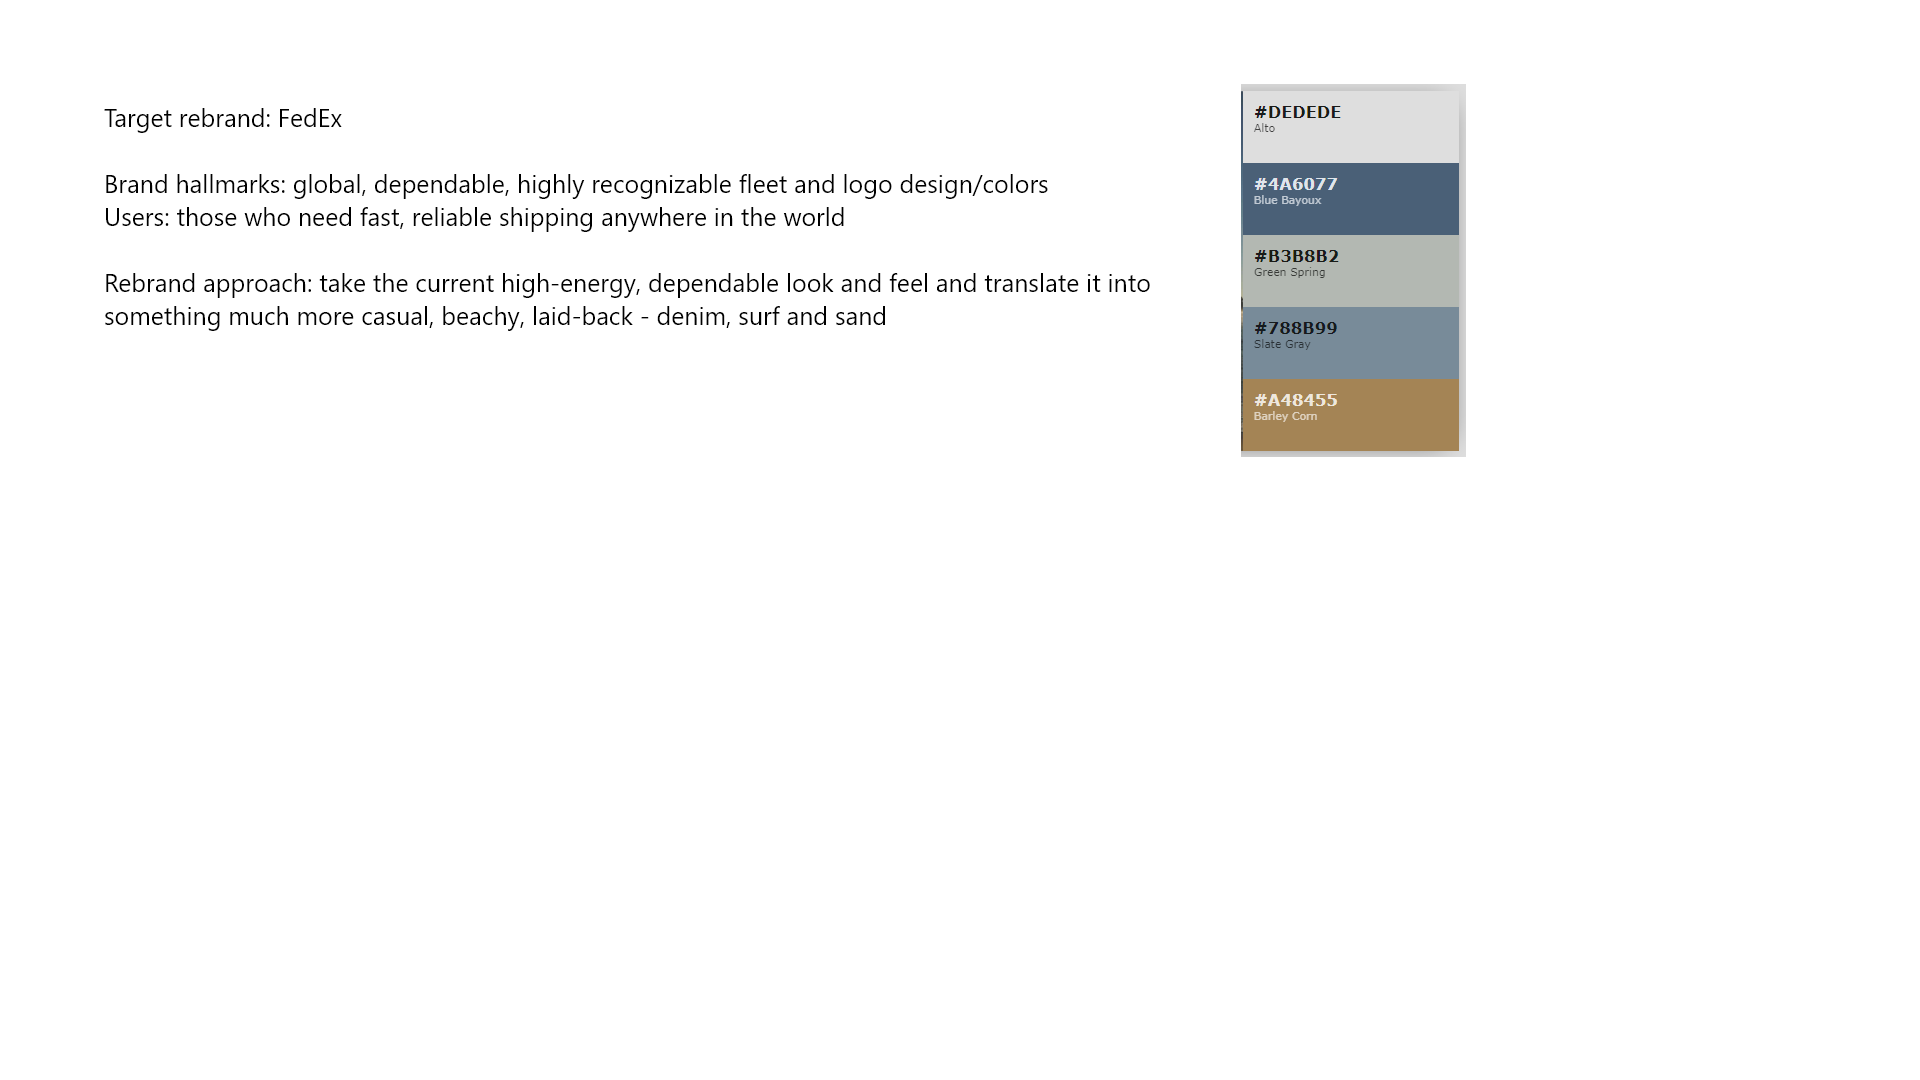 Target rebrand: FedEx
Brand hallmarks: global, dependable, highly recognizable fleet and logo design/colors
Users: those who need fast, reliable shipping anywhere in the world
Rebrand approach: take the current high-energy, dependable look and feel and translate it into
something much more casual, beachy, laid-back - denim, surf and sand
#DEDEDE
Alto
#4A6077
Blue Bayoux
#B3B8B2
Green Spring
#788B99
Slate Gray
#A48455
Barley Corn